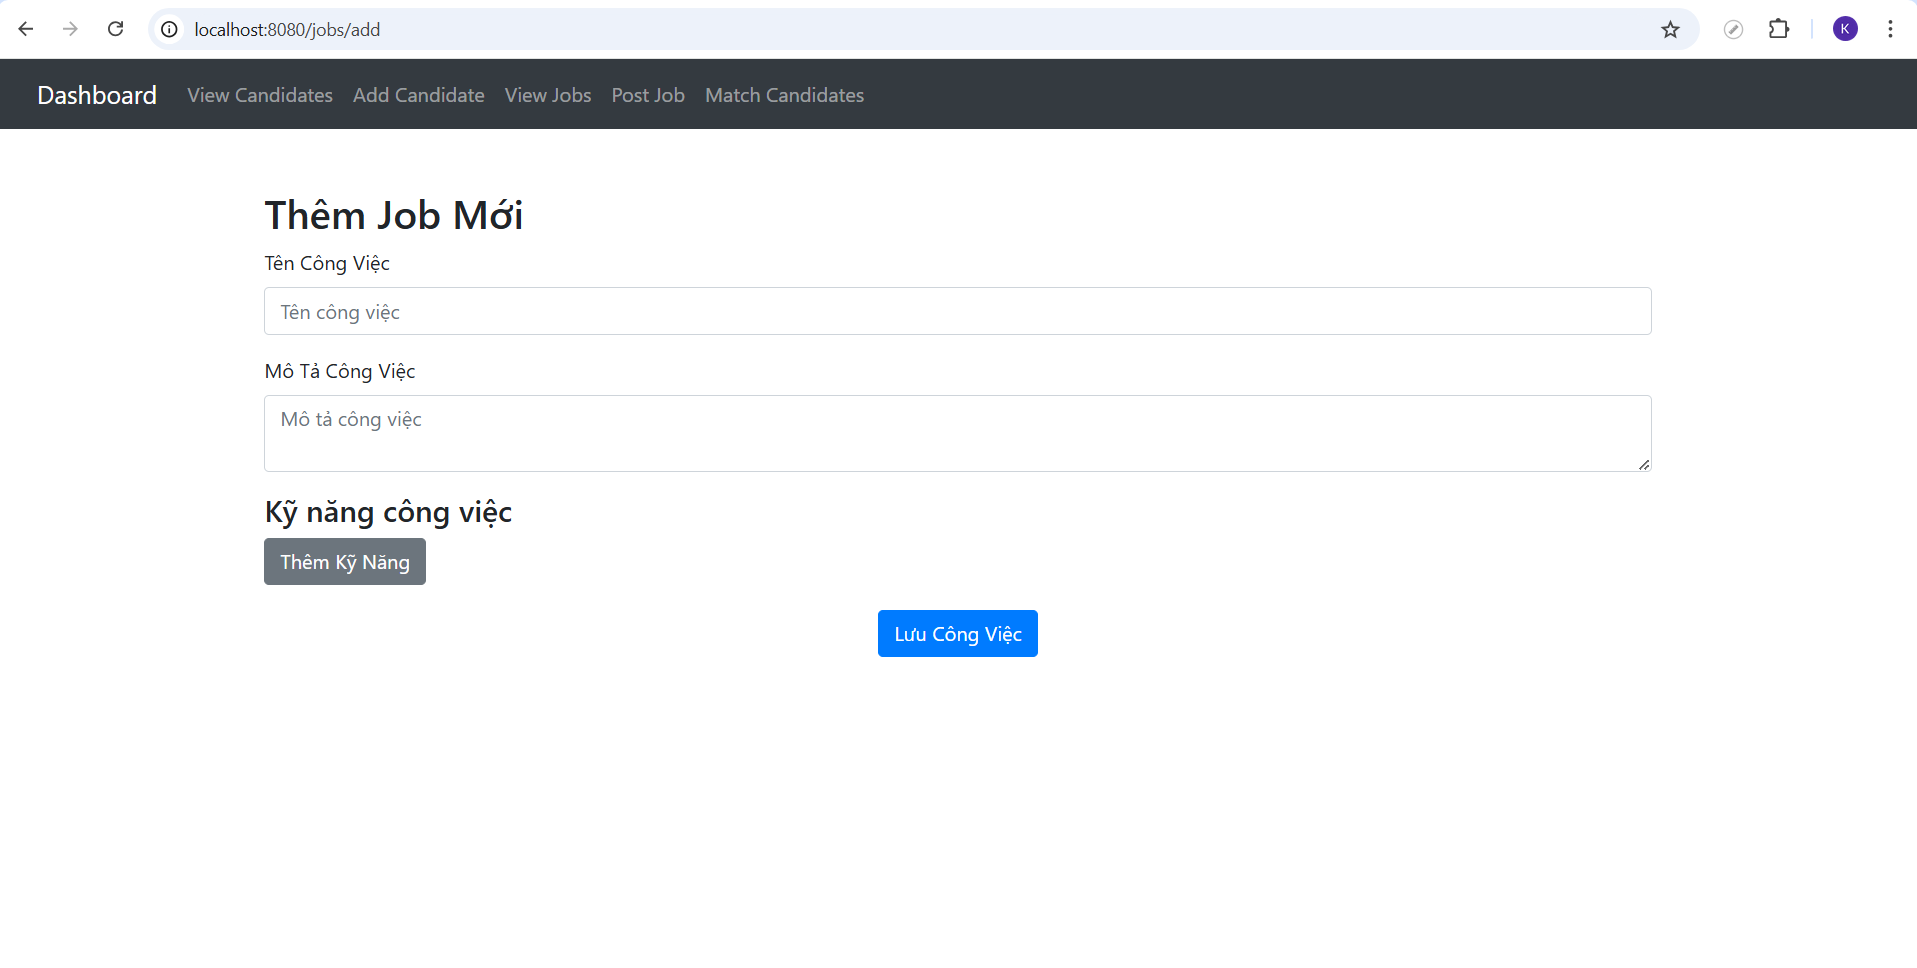 localhost:8080/jobs/add
K
Dashboard View Candidates Add Candidate View Jobs Post Job Match Candidates
Thêm Job Mới
Tên Công Việc
Tên công việc
Mô Tả Công Việc
Mô tả công việc
Kỹ năng công việc
Thêm Kỹ Năng
Lưu Công Việc